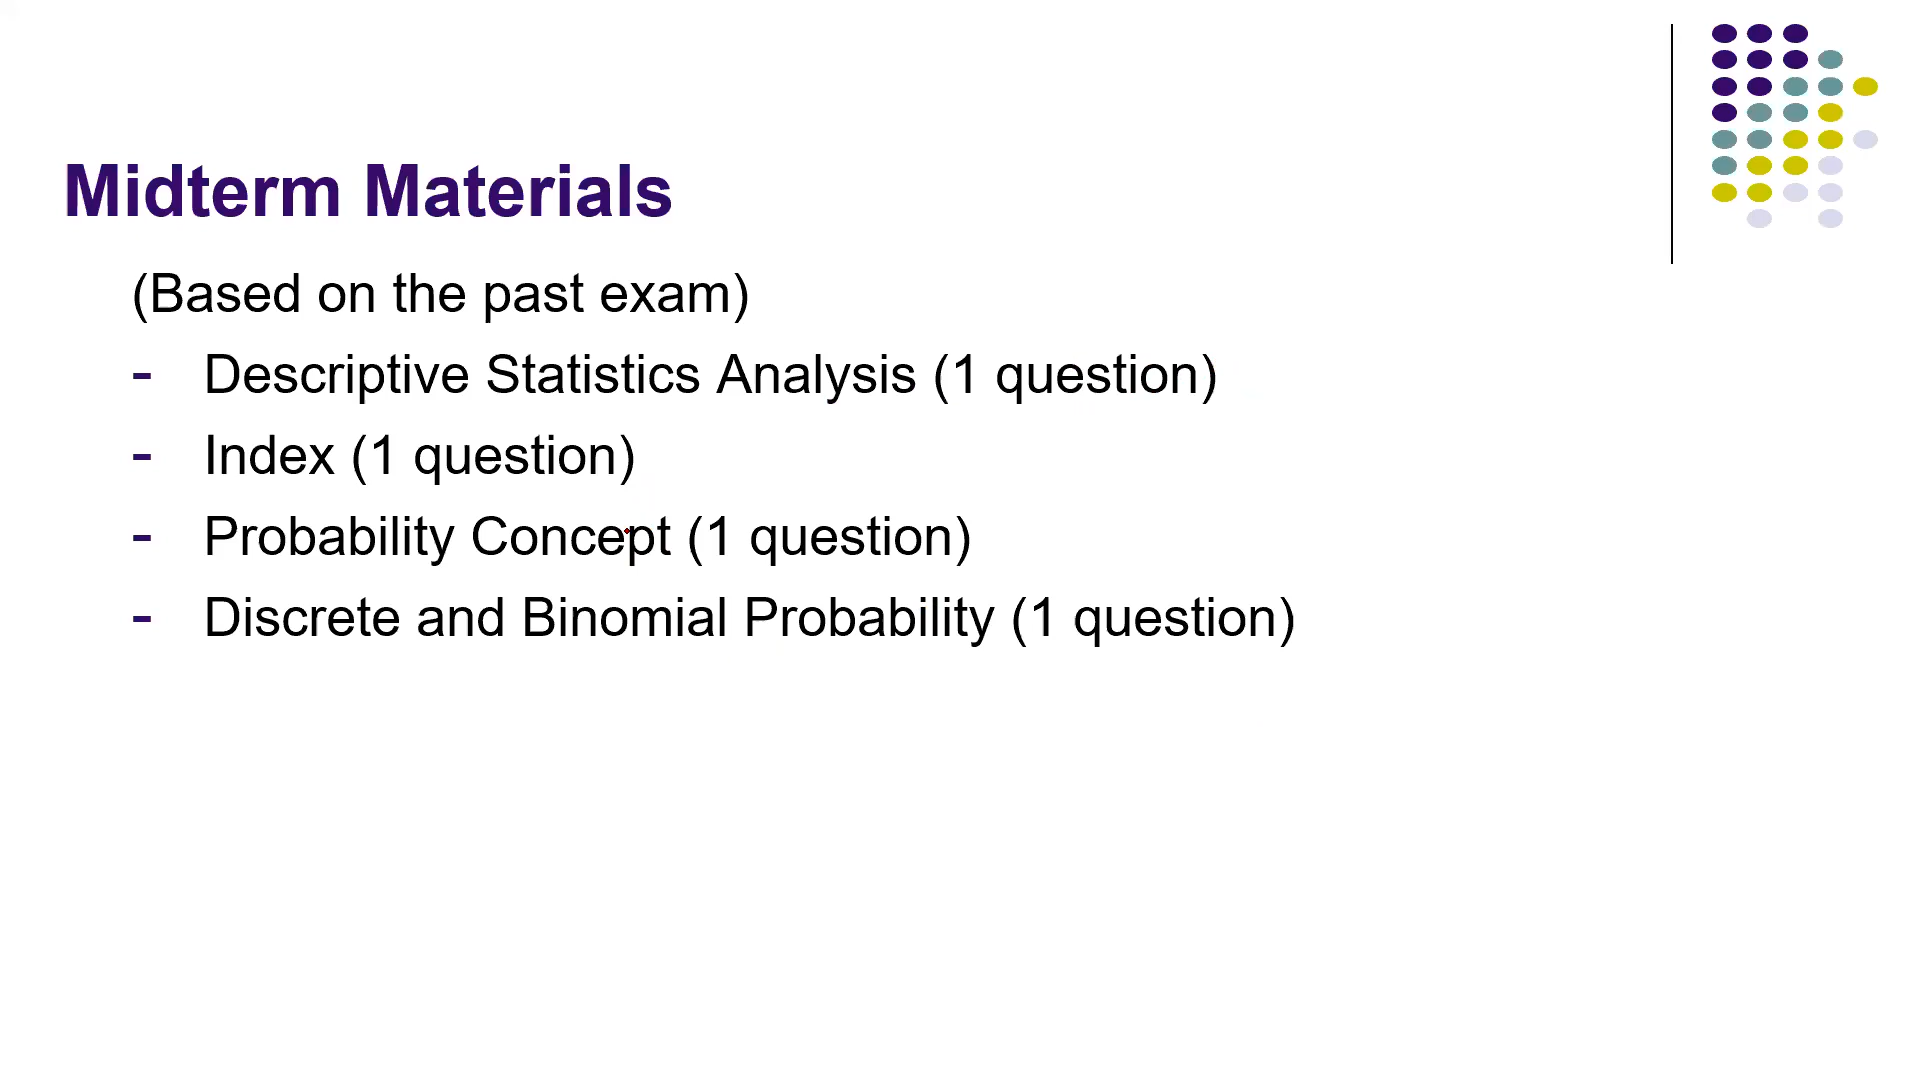 Midterm Materials
(Based on the past exam)
- Descriptive Statistics Analysis (1 question)
- Index (1 question)
- Probability Concept (1 question)
- Discrete and Binomial Probability (1 question)